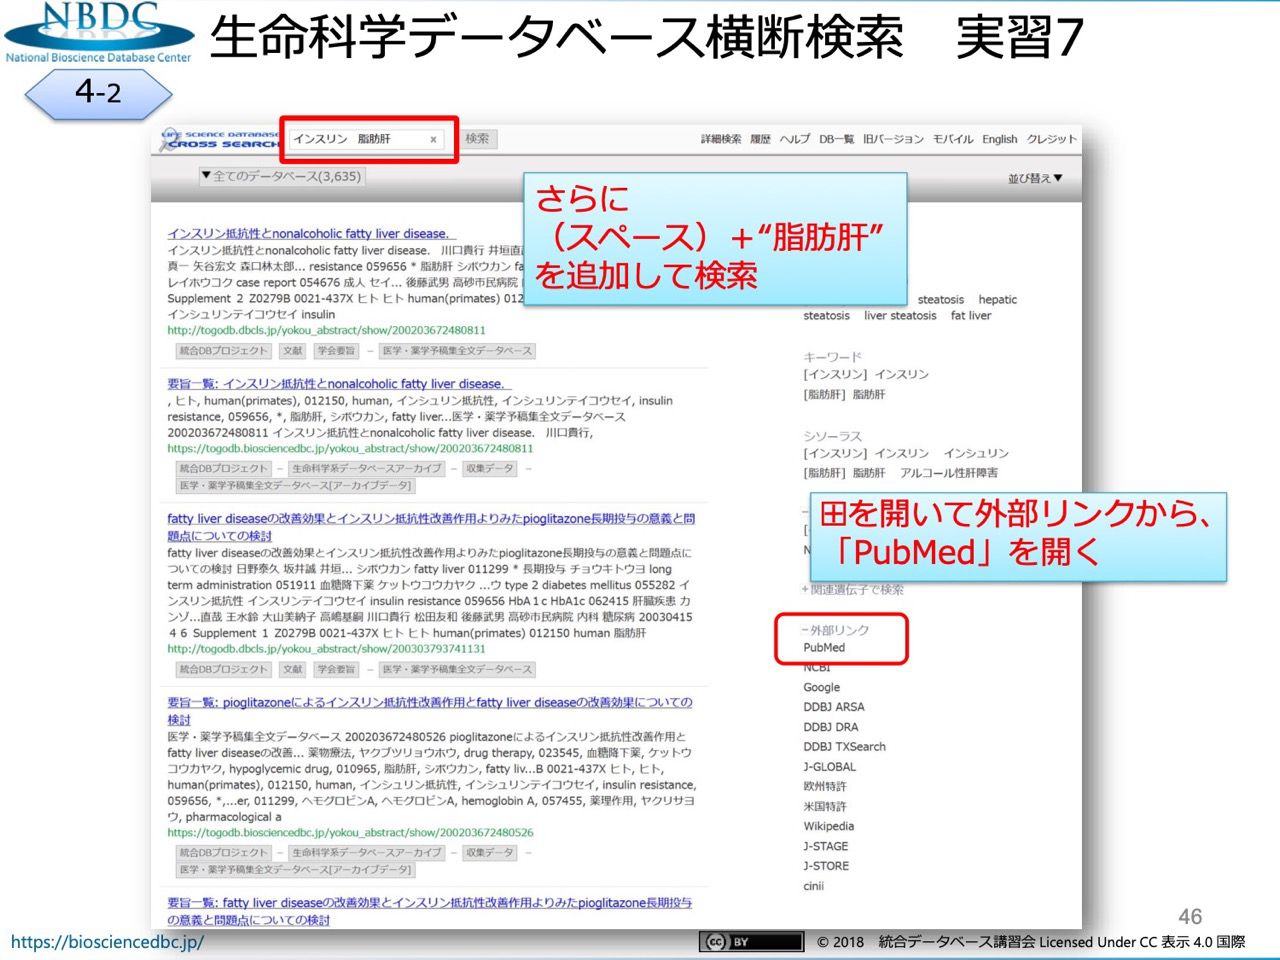 NBDC
National Bioscience Database Center
生命科学データベース横断検索　実習7
4-2
LIFE SCIENCE DATABASE
CROSS SEARCH
インスリン　脂肪肝
×
検索
詳細検索 履歴 ヘルプ DB一覧 旧バージョン モバイル English クレジット
▼全てのデータベース(3,635)
並び替え▼
さらに
（スペース）＋“脂肪肝”
を追加して検索
インスリン抵抗性とnonalcoholic fatty liver disease.
インスリン抵抗性とnonalcoholic fatty liver disease.　川口貴行 井垣直
真一 矢谷宏文 森口林太郎... resistance 059656 * 脂肪肝 シボウカン fa
レイホウコク case report 054676 成人 セイ... 後藤武男 高砂市民病院
Supplement 2 Z0279B 0021-437X ヒト ヒト human(primates) 012
インシュリンテイコウセイ insulin
http://togodb.dbcls.jp/yokou_abstract/show/200203672480811
統合DBプロジェクト 文献 学会要旨 － 医学・薬学予稿集全文データベース
要旨一覧: インスリン抵抗性とnonalcoholic fatty liver disease.
, ヒト, human(primates), 012150, human, インシュリン抵抗性, インシュリンテイコウセイ, insulin
resistance, 059656, *, 脂肪肝, シボウカン, fatty liver...医学・薬学予稿集全文データベース
200203672480811 インスリン抵抗性とnonalcoholic fatty liver disease.　川口貴行,
https://togodb.biosciencedbc.jp/yokou_abstract/show/200203672480811
統合DBプロジェクト － 生命科学系データベースアーカイブ － 収集データ －
医学・薬学予稿集全文データベース[アーカイブデータ]
fatty liver diseaseの改善効果とインスリン抵抗性改善作用よりみたpioglitazone長期投与の意義と問
題点についての検討
fatty liver diseaseの改善効果とインスリン抵抗性改善作用よりみたpioglitazone長期投与の意義と問題点に
ついての検討 日野泰久 坂井誠 井垣... シボウカン fatty liver 011299 * 長期投与 チョウキトウヨ long
term administration 051911 血糖降下薬 ケットウコウカヤク ...ウ type 2 diabetes mellitus 055282 イ
ンスリン抵抗性 インスリンテイコウセイ insulin resistance 059656 HbA１c HbA1c 062415 肝臓疾患 カ
ンゾ...直哉 王水鈴 大山美納子 高嶋基嗣 川口貴行 松田友和 後藤武男 高砂市民病院 内科 糖尿病 20030415
４６ Supplement １ Z0279B 0021-437X ヒト ヒト human(primates) 012150 human 脂肪肝
http://togodb.dbcls.jp/yokou_abstract/show/200303793741131
統合DBプロジェクト 文献 学会要旨 － 医学・薬学予稿集全文データベース
要旨一覧: pioglitazoneによるインスリン抵抗性改善作用とfatty liver diseaseの改善効果についての
検討
医学・薬学予稿集全文データベース 200203672480526 pioglitazoneによるインスリン抵抗性改善作用と
fatty liver diseaseの改善... 薬物療法, ヤクブツリョウホウ, drug therapy, 023545, 血糖降下薬, ケットウ
コウカヤク, hypoglycemic drug, 010965, 脂肪肝, シボウカン, fatty liv...B 0021-437X ヒト, ヒト,
human(primates), 012150, human, インシュリン抵抗性, インシュリンテイコウセイ, insulin resistance,
059656, *,...er, 011299, ヘモグロビンA, ヘモグロビンA, hemoglobin A, 057455, 薬理作用, ヤクリサヨ
ウ, pharmacological a
https://togodb.biosciencedbc.jp/yokou_abstract/show/200203672480526
統合DBプロジェクト － 生命科学系データベースアーカイブ － 収集データ －
医学・薬学予稿集全文データベース[アーカイブデータ]
要旨一覧: fatty liver diseaseの改善効果とインスリン抵抗性改善作用よりみたpioglitazone長期投与
の意義と問題点についての検討
steatosis hepatic
steatosis liver steatosis fat liver
キーワード
[インスリン] インスリン
[脂肪肝] 脂肪肝
シソーラス
[インスリン] インスリン インシュリン
[脂肪肝] 脂肪肝 アルコール性肝障害
田を開いて外部リンクから、
「PubMed」を開く
+関連遺伝子で検索
－外部リンク
PubMed
NCBI
Google
DDBJ ARSA
DDBJ DRA
DDBJ TXSearch
J-GLOBAL
欧州特許
米国特許
Wikipedia
J-STAGE
J-STORE
cinii
46
https://biosciencedbc.jp/
cc BY
© 2018　統合データベース講習会 Licensed Under CC 表示 4.0 国際